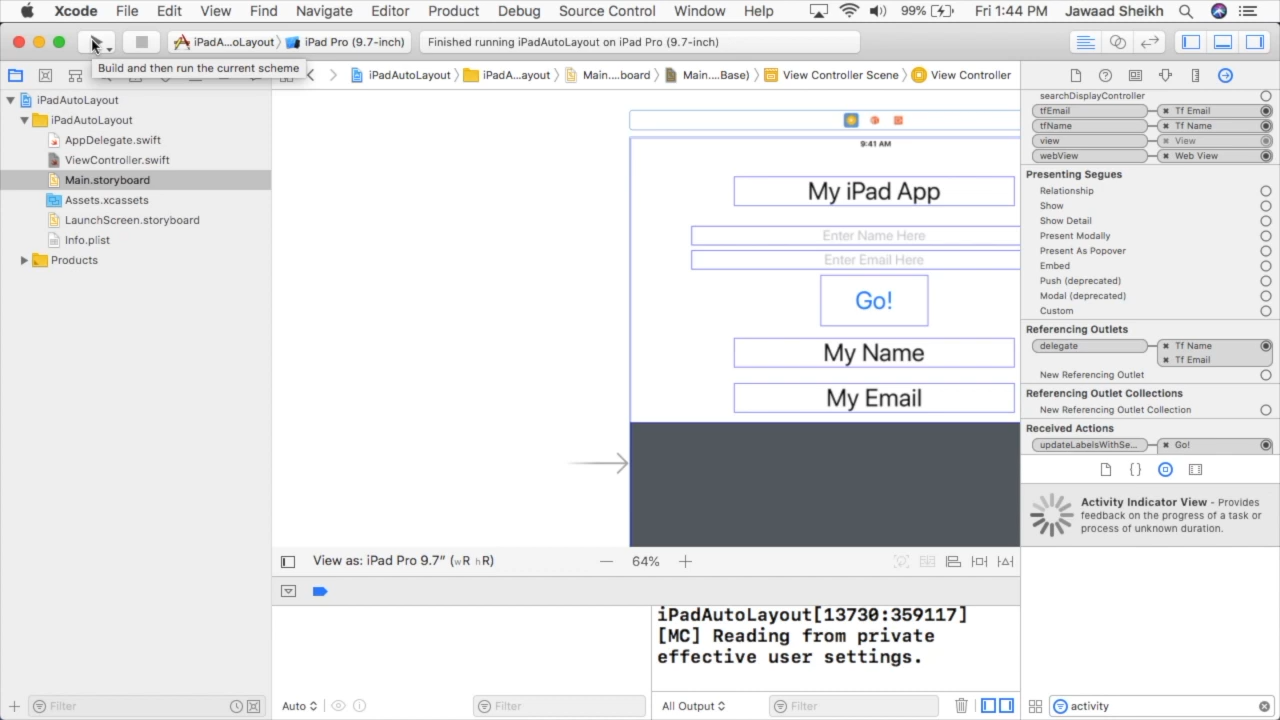 Xcode File Edit View Find Navigate Editor Product Debug Source Control Window Help 99% Fri 1:44 PM Jawaad Sheikh
iPadA...oLayout iPad Pro (9.7-inch) Finished running iPadAutoLayout on iPad Pro (9.7-inch)
Build and then run the current scheme
iPadAutoLayout iPadA...ayout Main....board Main....Base) View Controller Scene View Controller
iPadAutoLayout
iPadAutoLayout
AppDelegate.swift
ViewController.swift
Main.storyboard
Assets.xcassets
LaunchScreen.storyboard
Info.plist
Products
Filter
9:41 AM
My iPad App
Enter Name Here
Enter Email Here
Go!
My Name
My Email
View as: iPad Pro 9.7" (wR hR) — 64% +
iPadAutoLayout[13730:359117]
[MC] Reading from private
effective user settings.
Auto Filter All Output Filter
searchDisplayController
tfEmail Tf Email
tfName Tf Name
view View
webView Web View
Presenting Segues
Relationship
Show
Show Detail
Present Modally
Present As Popover
Embed
Push (deprecated)
Modal (deprecated)
Custom
Referencing Outlets
delegate Tf Name
Tf Email
New Referencing Outlet
Referencing Outlet Collections
New Referencing Outlet Collection
Received Actions
updateLabelsWithSe... Go!
Activity Indicator View - Provides
feedback on the progress of a task or
process of unknown duration.
activity